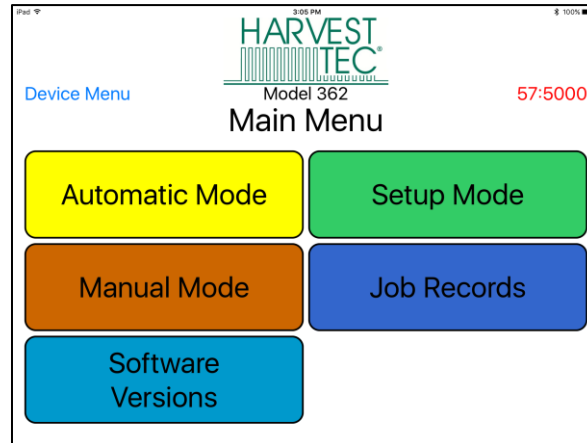 iPad 3:05 PM 100%
HARVEST
TEC®
Device Menu Model 362 57:5000
Main Menu
Automatic Mode Setup Mode
Manual Mode Job Records
Software
Versions